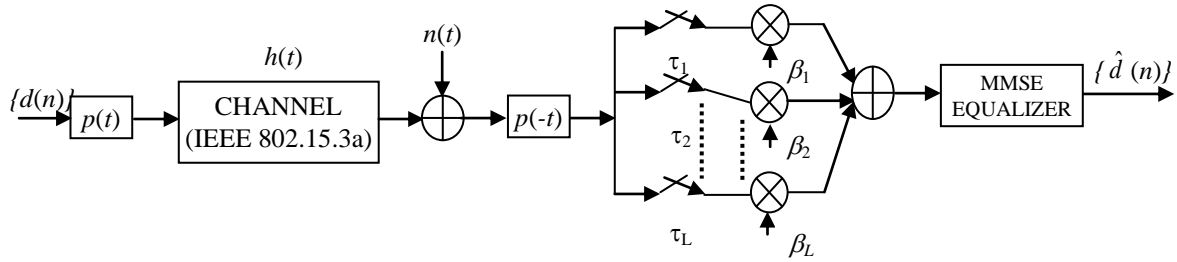 {d(n)}
p(t)
h(t)
CHANNEL
(IEEE 802.15.3a)
n(t)
p(-t)
τ1
τ2
τL
β1
β2
βL
MMSE
EQUALIZER
{ d̂ (n)}